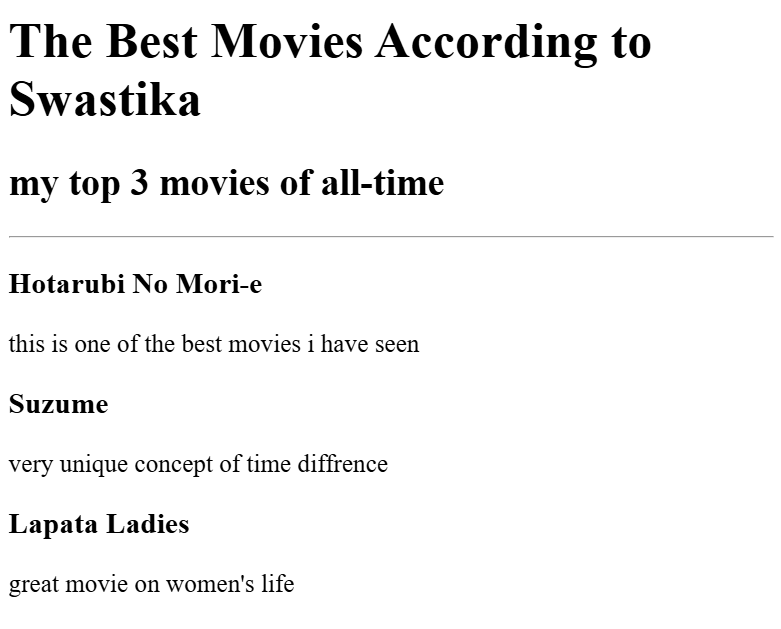 The Best Movies According to
Swastika
my top 3 movies of all-time
Hotarubi No Mori-e
this is one of the best movies i have seen
Suzume
very unique concept of time diffrence
Lapata Ladies
great movie on women's life